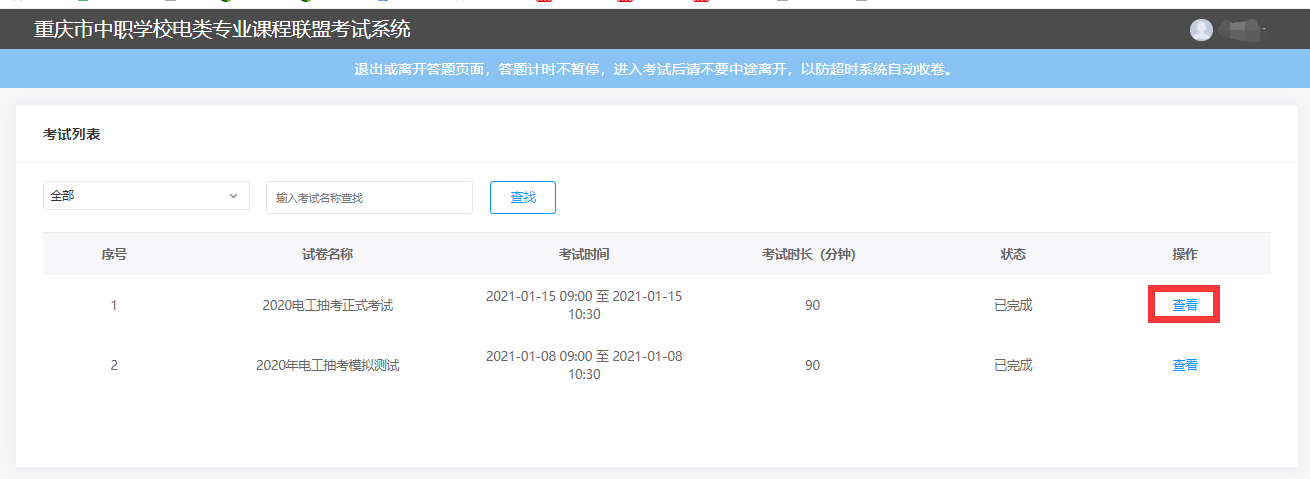 重庆市中职学校电类专业课程联盟考试系统
退出或离开答题页面，答题计时不暂停，进入考试后请不要中途离开，以防超时系统自动收卷。
考试列表
全部 输入考试名称查找 查找
序号 试卷名称 考试时间 考试时长（分钟） 状态 操作
1 2020电工抽考正式考试 2021-01-15 09:00 至 2021-01-15 10:30 90 已完成 查看
2 2020年电工抽考模拟测试 2021-01-08 09:00 至 2021-01-08 10:30 90 已完成 查看